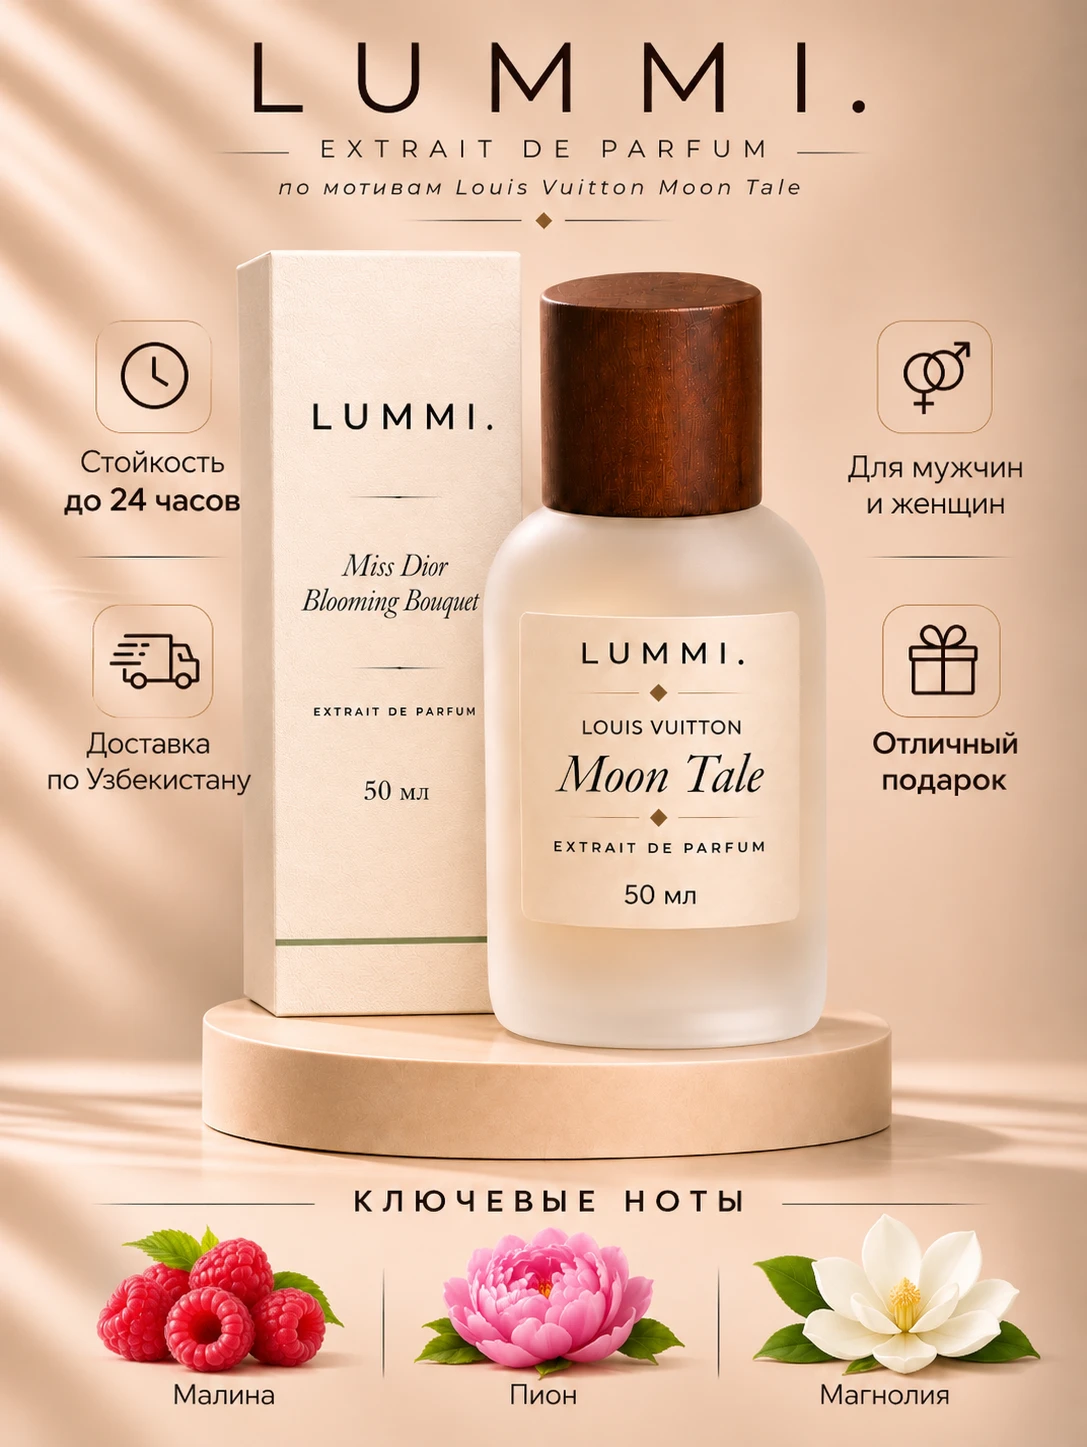 LUMMI.
EXTRAIT DE PARFUM
по мотивам Louis Vuitton Moon Tale
Стойкость
до 24 часов
Доставка
по Узбекистану
LUMMI.
Miss Dior
Blooming Bouquet
EXTRAIT DE PARFUM
50 мл
LUMMI.
LOUIS VUITTON
Moon Tale
EXTRAIT DE PARFUM
50 мл
Для мужчин
и женщин
Отличный
подарок
КЛЮЧЕВЫЕ НОТЫ
Малина
Пион
Магнолия